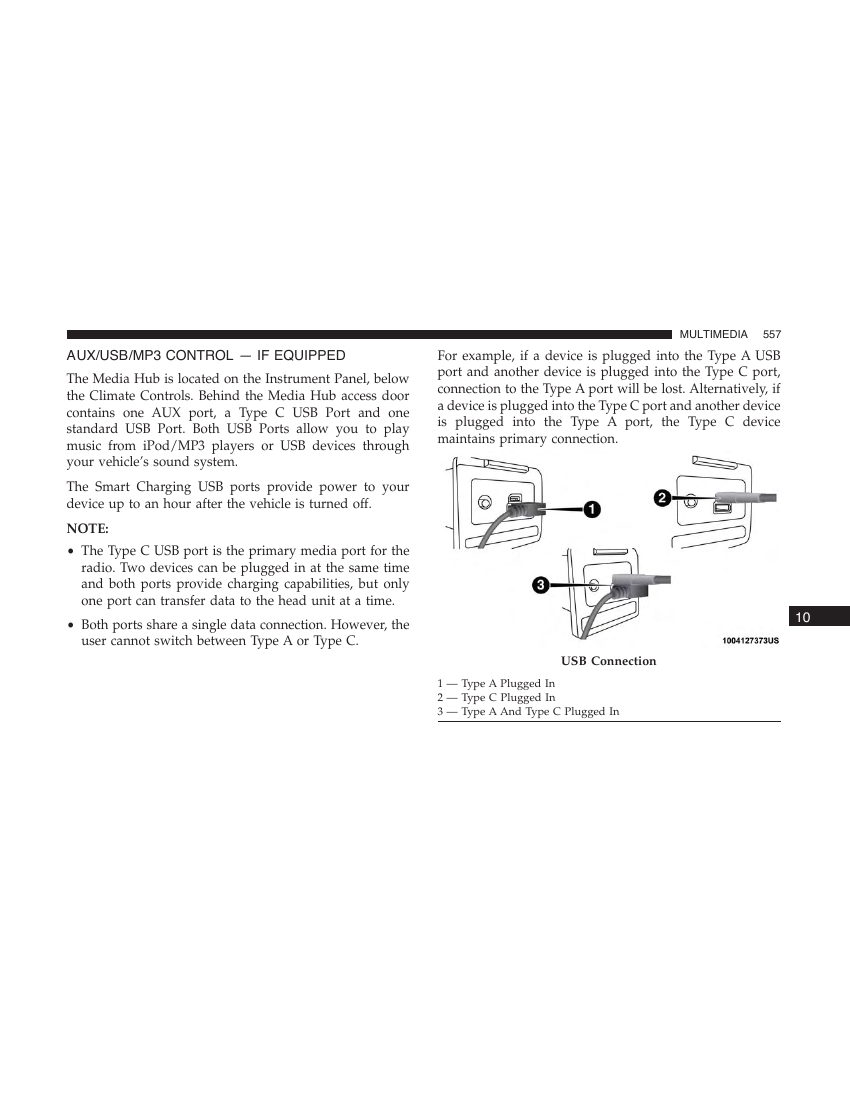 MULTIMEDIA 557
AUX/USB/MP3 CONTROL — IF EQUIPPED
The Media Hub is located on the Instrument Panel, below
the Climate Controls. Behind the Media Hub access door
contains one AUX port, a Type C USB Port and one
standard USB Port. Both USB Ports allow you to play
music from iPod/MP3 players or USB devices through
your vehicle’s sound system.
The Smart Charging USB ports provide power to your
device up to an hour after the vehicle is turned off.
NOTE:
• The Type C USB port is the primary media port for the
radio. Two devices can be plugged in at the same time
and both ports provide charging capabilities, but only
one port can transfer data to the head unit at a time.
• Both ports share a single data connection. However, the
user cannot switch between Type A or Type C.
For example, if a device is plugged into the Type A USB
port and another device is plugged into the Type C port,
connection to the Type A port will be lost. Alternatively, if
a device is plugged into the Type C port and another device
is plugged into the Type A port, the Type C device
maintains primary connection.
1
2
3
1004127373US
USB Connection
1 — Type A Plugged In
2 — Type C Plugged In
3 — Type A And Type C Plugged In
10